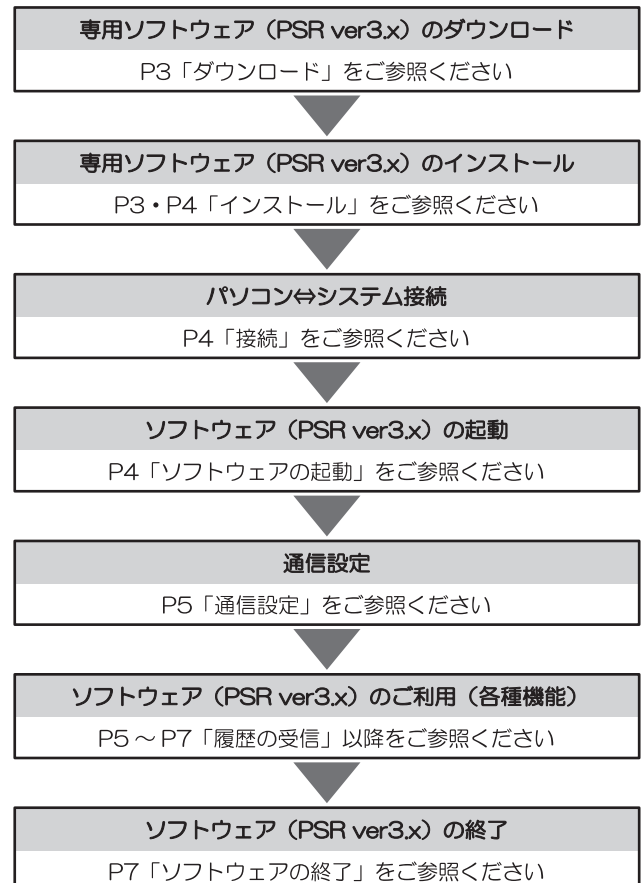 専用ソフトウェア（PSR ver3.x）のダウンロード
P3「ダウンロード」をご参照ください
専用ソフトウェア（PSR ver3.x）のインストール
P3・P4「インストール」をご参照ください
パソコン⇔システム接続
P4「接続」をご参照ください
ソフトウェア（PSR ver3.x）の起動
P4「ソフトウェアの起動」をご参照ください
通信設定
P5「通信設定」をご参照ください
ソフトウェア（PSR ver3.x）のご利用（各種機能）
P5～P7「履歴の受信」以降をご参照ください
ソフトウェア（PSR ver3.x）の終了
P7「ソフトウェアの終了」をご参照ください